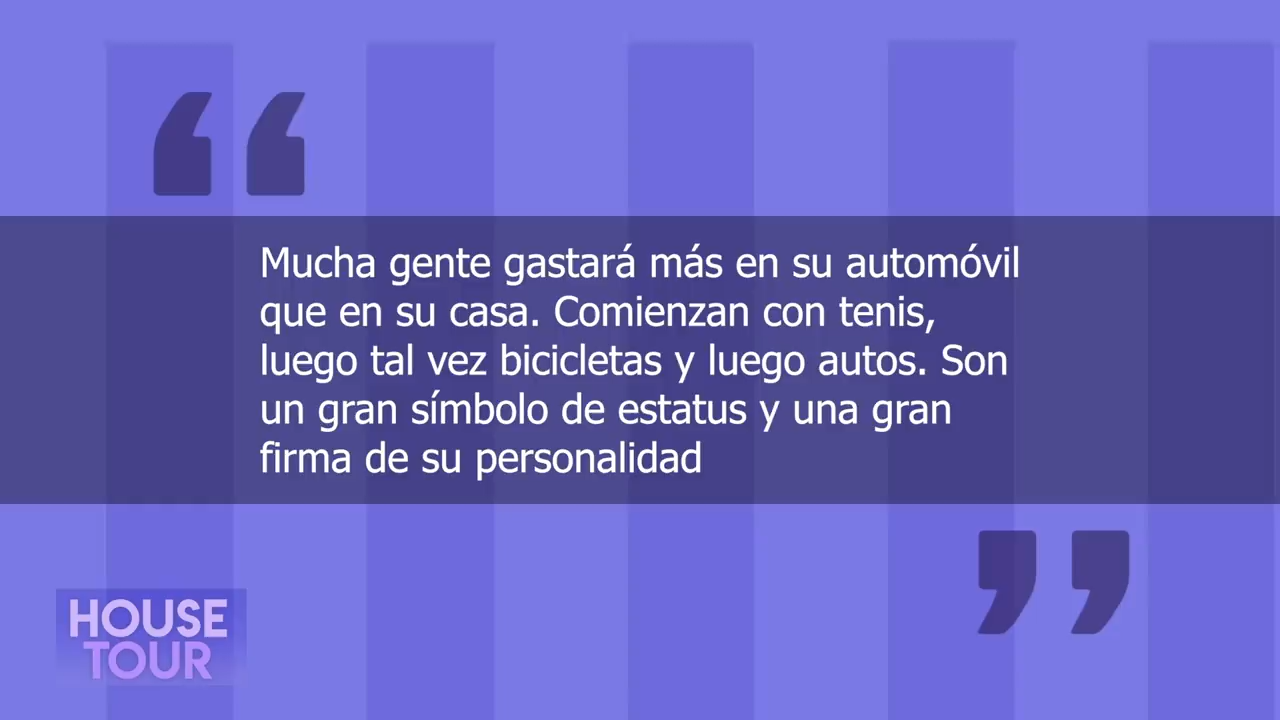 Mucha gente gastará más en su automóvil
que en su casa. Comienzan con tenis,
luego tal vez bicicletas y luego autos. Son
un gran símbolo de estatus y una gran
firma de su personalidad
HOUSE
TOUR